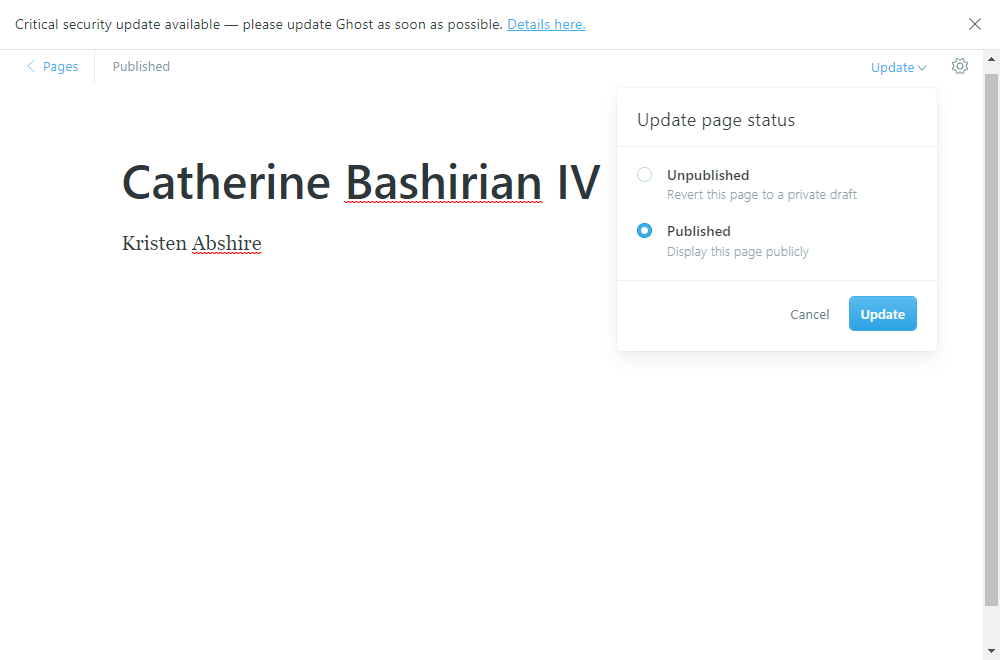 Critical security update available — please update Ghost as soon as possible. Details here.
Pages
Published
Update
Update page status
Unpublished
Revert this page to a private draft
Published
Display this page publicly
Cancel
Update
Catherine Bashirian IV
Kristen Abshire